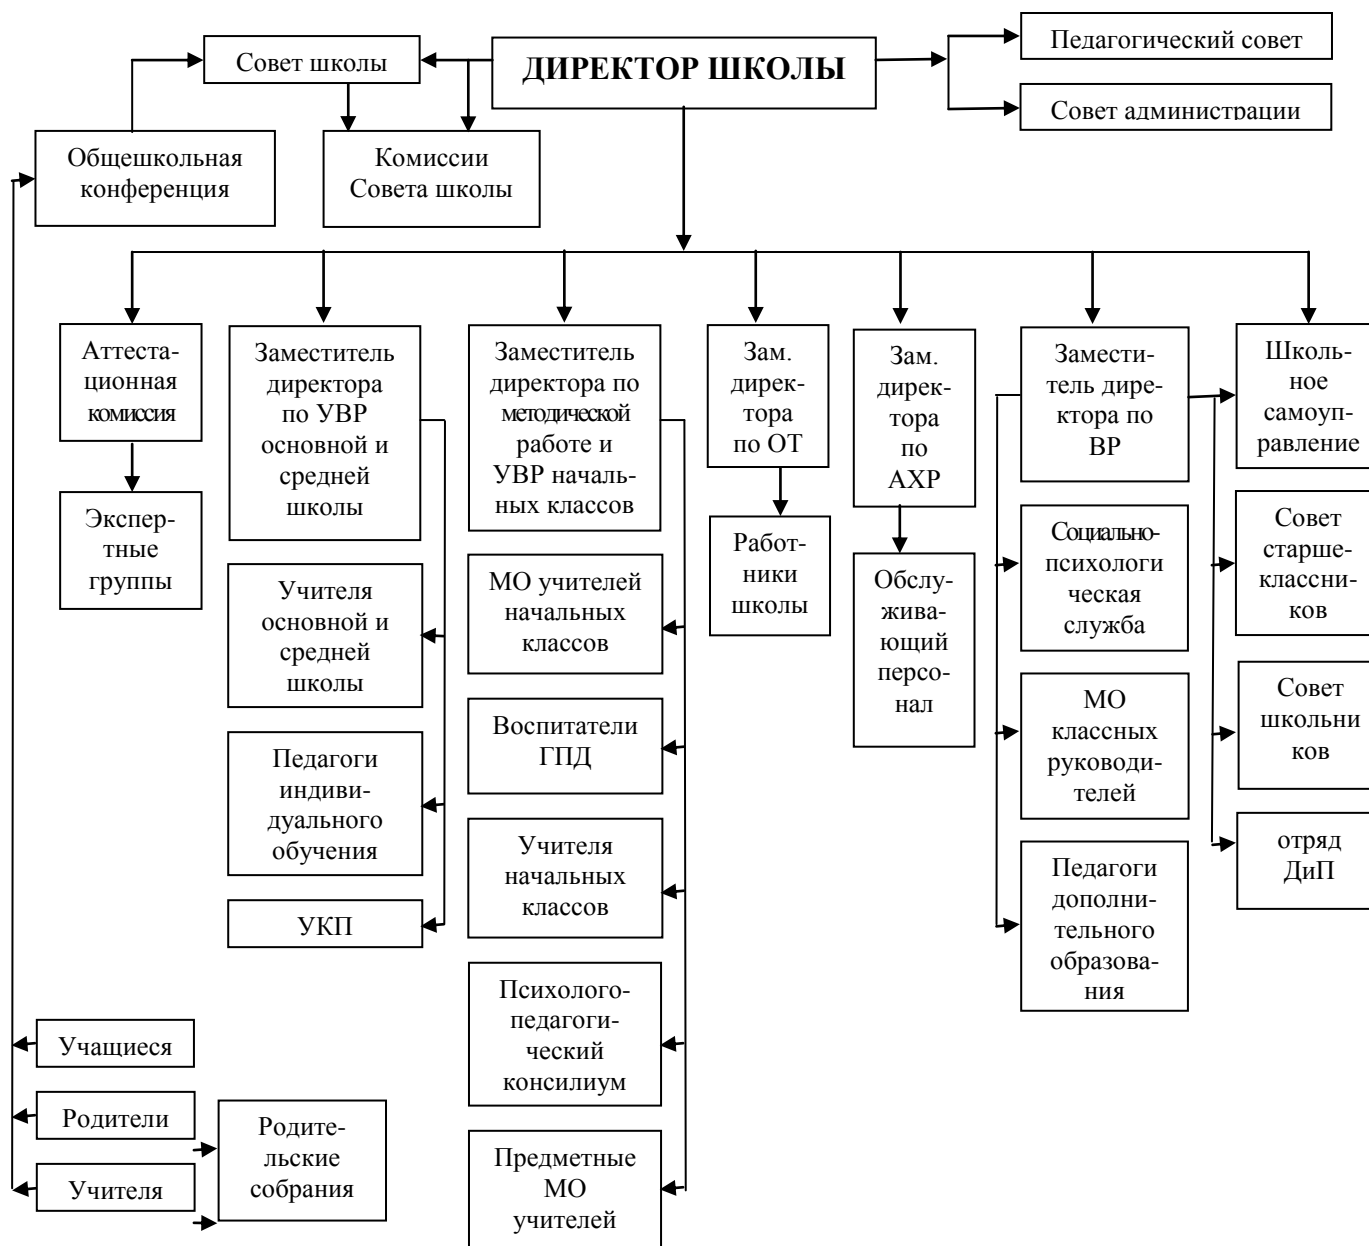 Совет школы
ДИРЕКТОР ШКОЛЫ
Педагогический совет
Совет администрации
Общешкольная
конференция
Комиссии
Совета школы
Аттеста-
ционная
комиссия
Заместитель
директора
по УВР
основной и
средней
школы
Заместитель
директора по
методической
работе и
УВР началь-
ных классов
Зам.
дирек-
тора
по ОТ
Зам.
дирек-
тора
по
АХР
Замести-
тель дире-
ктора по
ВР
Школь-
ное
самоуп-
равление
Экспер-
тные
группы
Учителя
основной и
средней
школы
МО учителей
начальных
классов
Работ-
ники
школы
Обслу-
жива-
ющий
персо-
нал
Социально-
психологи
ческая
служба
Совет
старше-
классни-
ков
Педагоги
индиви-
дуального
обучения
Воспитатели
ГПД
МО
классных
руководи-
телей
Совет
школьни
ков
УКП
Учителя
начальных
классов
Педагоги
дополни-
тельного
образова-
ния
отряд
ДиП
Психолого-
педагоги-
ческий
консилиум
Учащиеся
Родители
Учителя
Родите-
льские
собрания
Предметные
МО
учителей